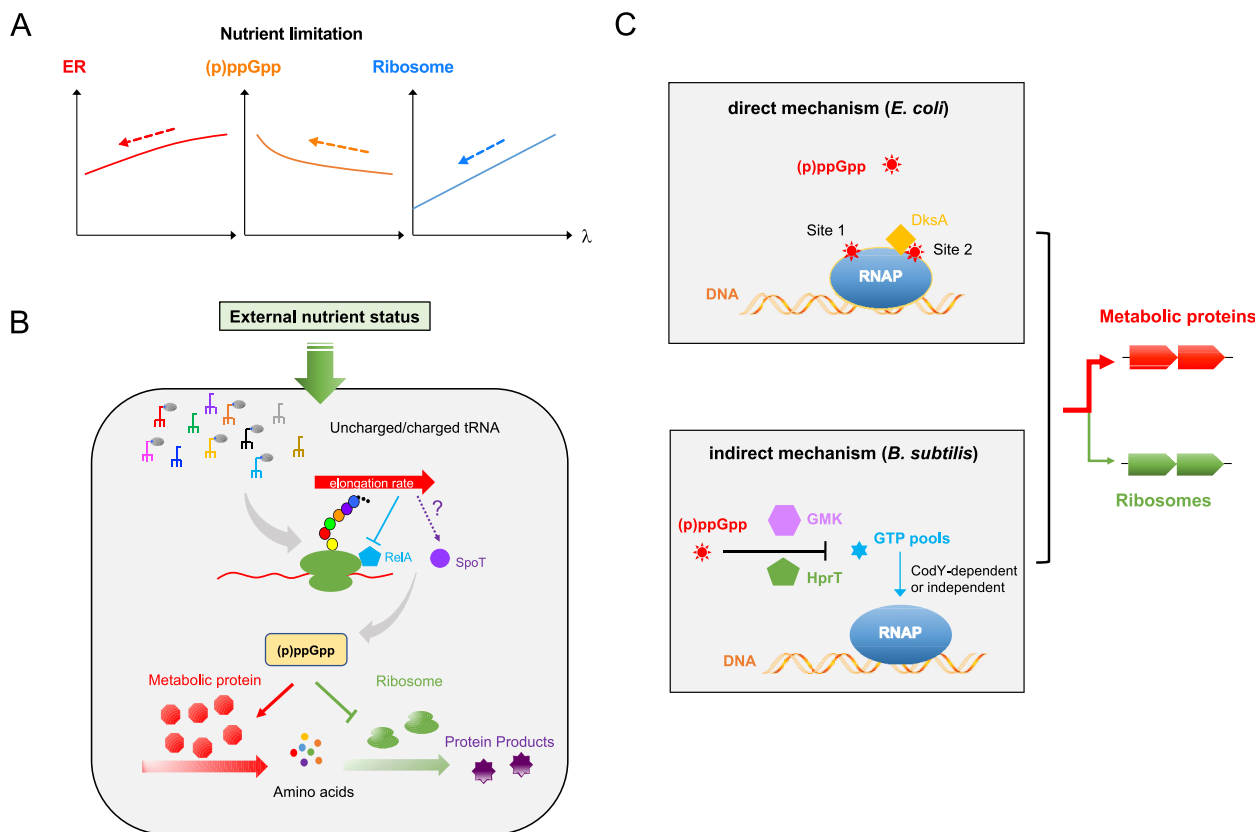 A
Nutrient limitation
ER
(p)ppGpp
Ribosome
λ
B
External nutrient status
Uncharged/charged tRNA
elongation rate
?
RelA
SpoT
(p)ppGpp
Metabolic protein
Ribosome
Protein Products
Amino acids
C
direct mechanism (E. coli)
(p)ppGpp
DksA
Site 1
Site 2
RNAP
DNA
indirect mechanism (B. subtilis)
(p)ppGpp
GMK
GTP pools
HprT
CodY-dependent
or independent
RNAP
DNA
Metabolic proteins
Ribosomes